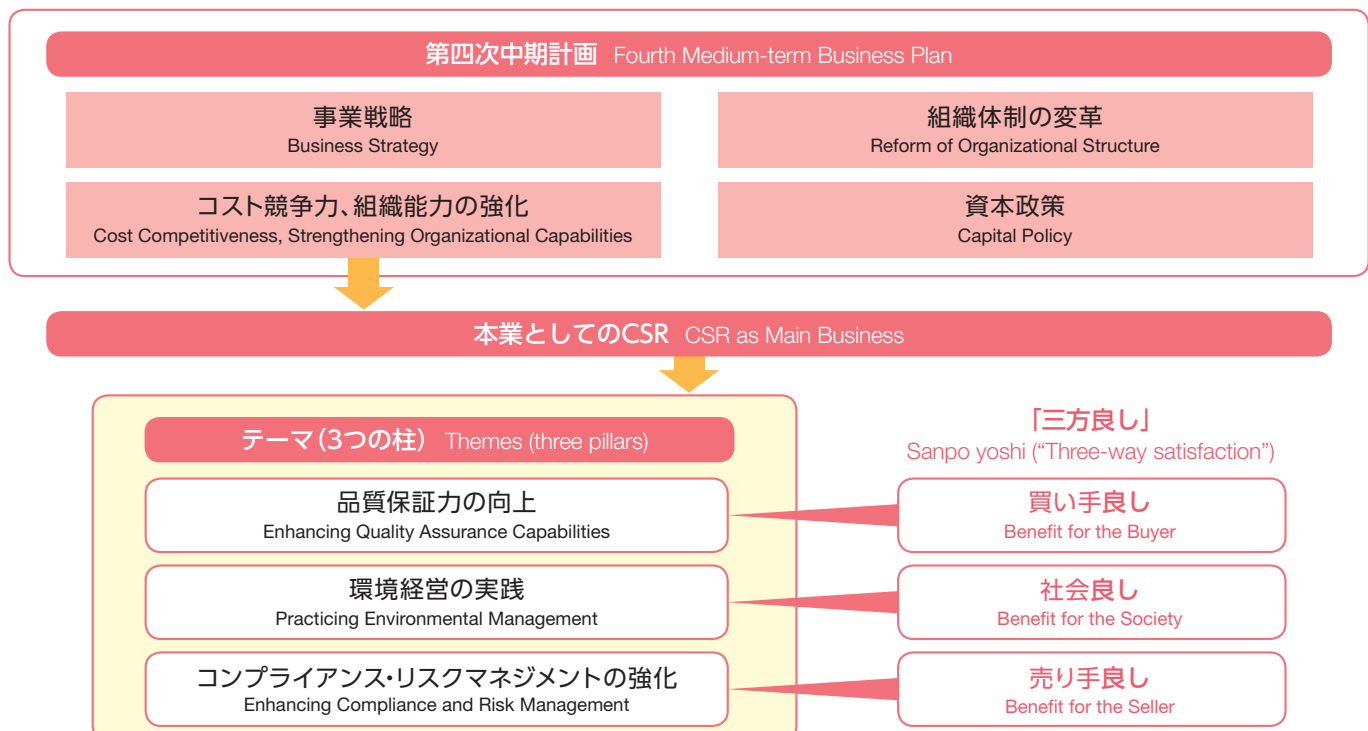 第四次中期計画 Fourth Medium-term Business Plan
事業戦略
Business Strategy
組織体制の変革
Reform of Organizational Structure
コスト競争力、組織能力の強化
Cost Competitiveness, Strengthening Organizational Capabilities
資本政策
Capital Policy
本業としてのCSR CSR as Main Business
テーマ（3つの柱） Themes (three pillars)
「三方良し」
Sanpo yoshi (“Three-way satisfaction”)
品質保証力の向上
Enhancing Quality Assurance Capabilities
買い手良し
Benefit for the Buyer
環境経営の実践
Practicing Environmental Management
社会良し
Benefit for the Society
コンプライアンス・リスクマネジメントの強化
Enhancing Compliance and Risk Management
売り手良し
Benefit for the Seller